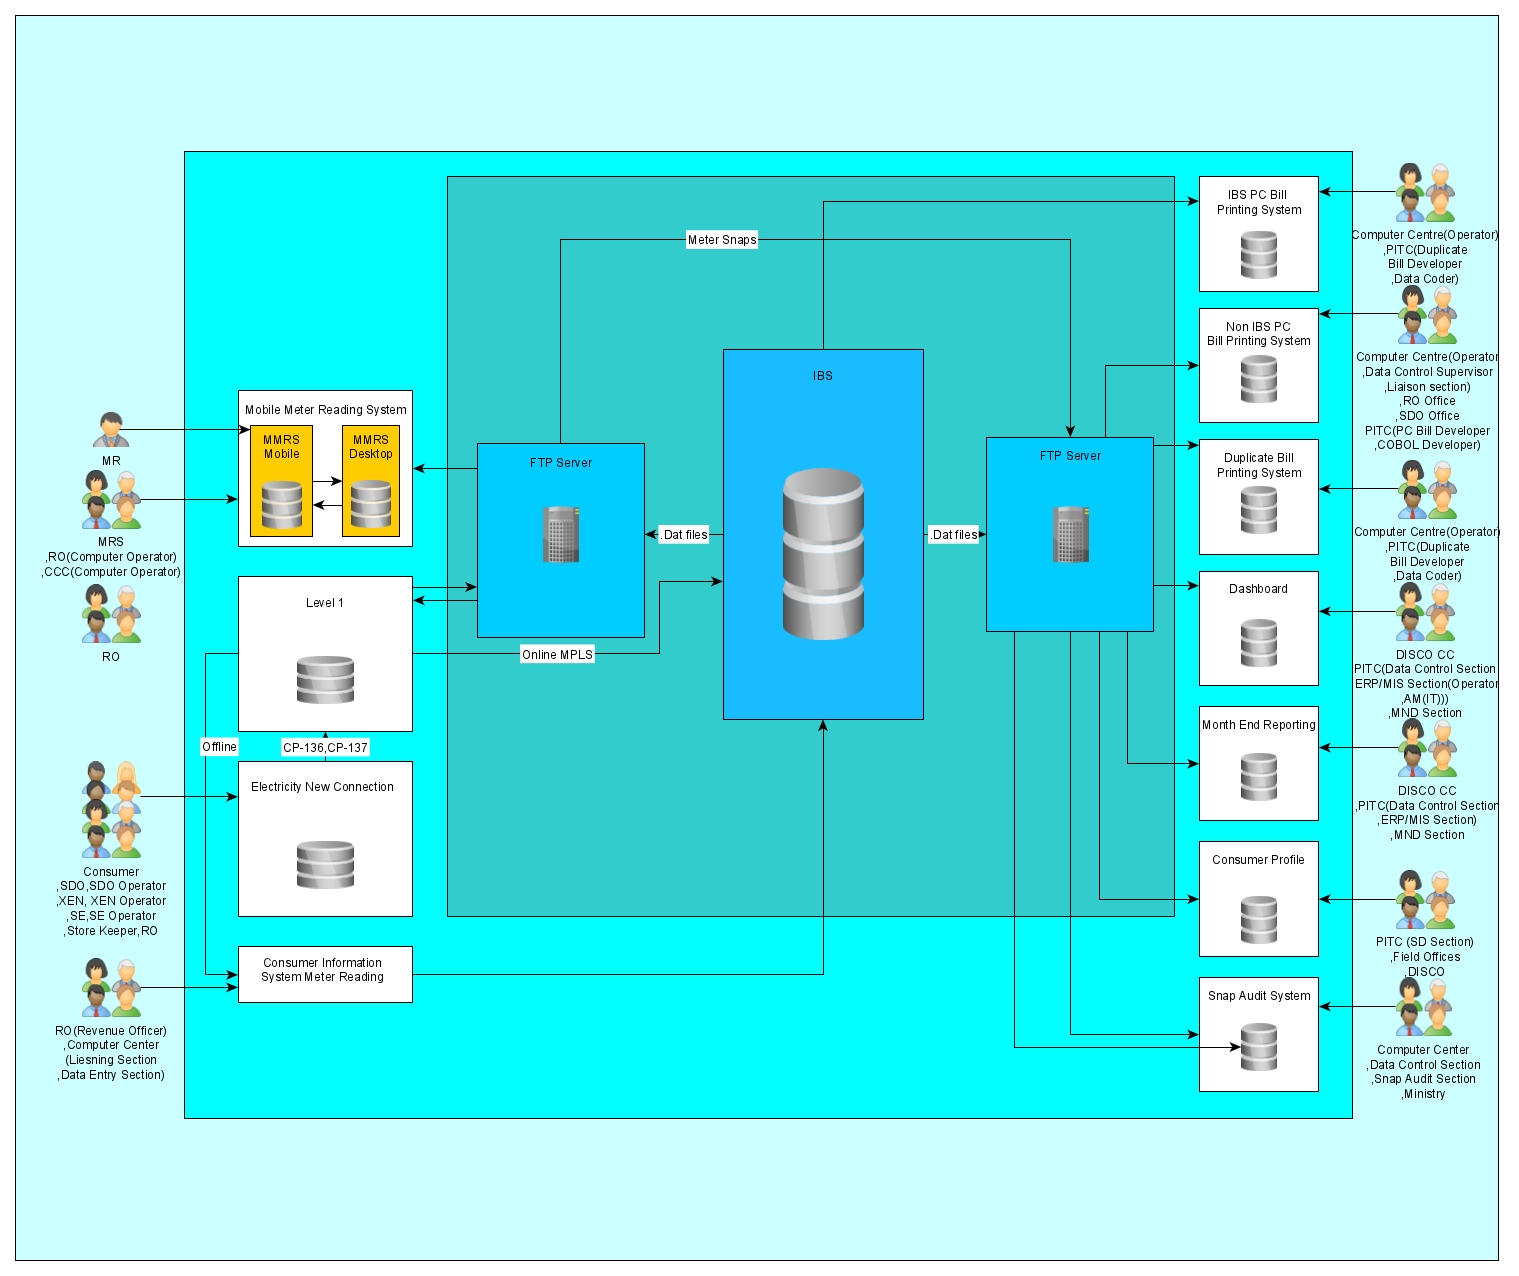 IBS PC Bill
Printing System
Computer Centre(Operator)
,PITC(Duplicate
Bill Developer
,Data Coder)
Meter Snaps
Non IBS PC
Bill Printing System
Computer Centre(Operator
,Data Control Supervisor
,Liaison section)
,RO Office
,SDO Office
PITC(PC Bill Developer
,COBOL Developer)
IBS
Mobile Meter Reading System
MMRS
Mobile
MMRS
Desktop
MR
MRS
,RO(Computer Operator)
,CCC(Computer Operator)
RO
FTP Server
FTP Server
.Dat files
.Dat files
Duplicate Bill
Printing System
Computer Centre(Operator)
,PITC(Duplicate
Bill Developer
,Data Coder)
Level 1
Online MPLS
Dashboard
DISCO CC
PITC(Data Control Section
ERP/MIS Section(Operator
,AM(IT)))
,MND Section
Offline
CP-136,CP-137
Month End Reporting
DISCO CC
,PITC(Data Control Section
,ERP/MIS Section)
,MND Section
Electricity New Connection
Consumer
,SDO,SDO Operator
,XEN, XEN Operator
,SE,SE Operator
,Store Keeper,RO
Consumer Profile
PITC (SD Section)
,Field Offices
,DISCO
Consumer Information
System Meter Reading
RO(Revenue Officer)
,Computer Center
(Liesning Section
,Data Entry Section)
Snap Audit System
Computer Center
,Data Control Section
,Snap Audit Section
,Ministry